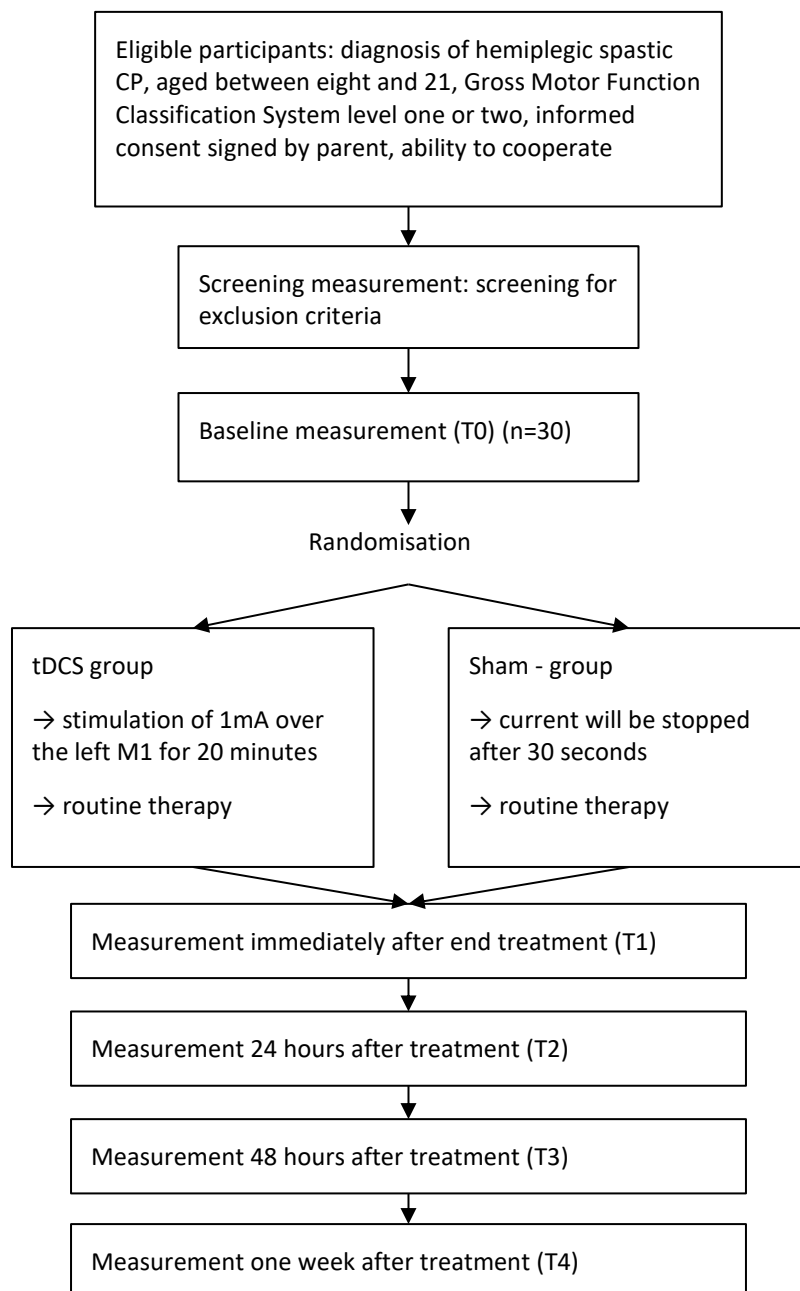 Eligible participants: diagnosis of hemiplegic spastic
CP, aged between eight and 21, Gross Motor Function
Classification System level one or two, informed
consent signed by parent, ability to cooperate
Screening measurement: screening for
exclusion criteria
Baseline measurement (T0) (n=30)
Randomisation
tDCS group
→ stimulation of 1mA over
the left M1 for 20 minutes
→ routine therapy
Sham - group
→ current will be stopped
after 30 seconds
→ routine therapy
Measurement immediately after end treatment (T1)
Measurement 24 hours after treatment (T2)
Measurement 48 hours after treatment (T3)
Measurement one week after treatment (T4)